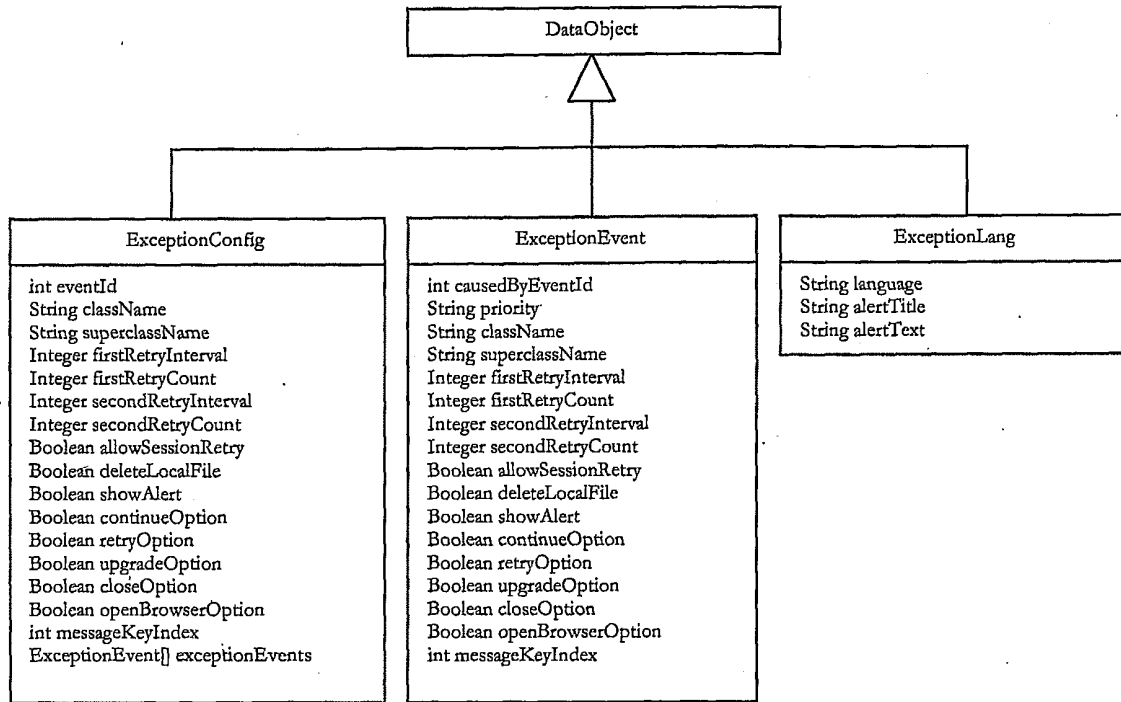 DataObject
ExceptionConfig
int eventId
String className
String superclassName
Integer firstRetryInterval
Integer firstRetryCount
Integer secondRetryInterval
Integer secondRetryCount
Boolean allowSessionRetry
Boolean deleteLocalFile
Boolean showAlert
Boolean continueOption
Boolean retryOption
Boolean upgradeOption
Boolean closeOption
Boolean openBrowserOption
int messageKeyIndex
ExceptionEvent[] exceptionEvents
ExceptionEvent
int causedByEventId
String priority
String className
String superclassName
Integer firstRetryInterval
Integer firstRetryCount
Integer secondRetryInterval
Integer secondRetryCount
Boolean allowSessionRetry
Boolean deleteLocalFile
Boolean showAlert
Boolean continueOption
Boolean retryOption
Boolean upgradeOption
Boolean closeOption
Boolean openBrowserOption
int messageKeyIndex
ExceptionLang
String language
String alertTitle
String alertText